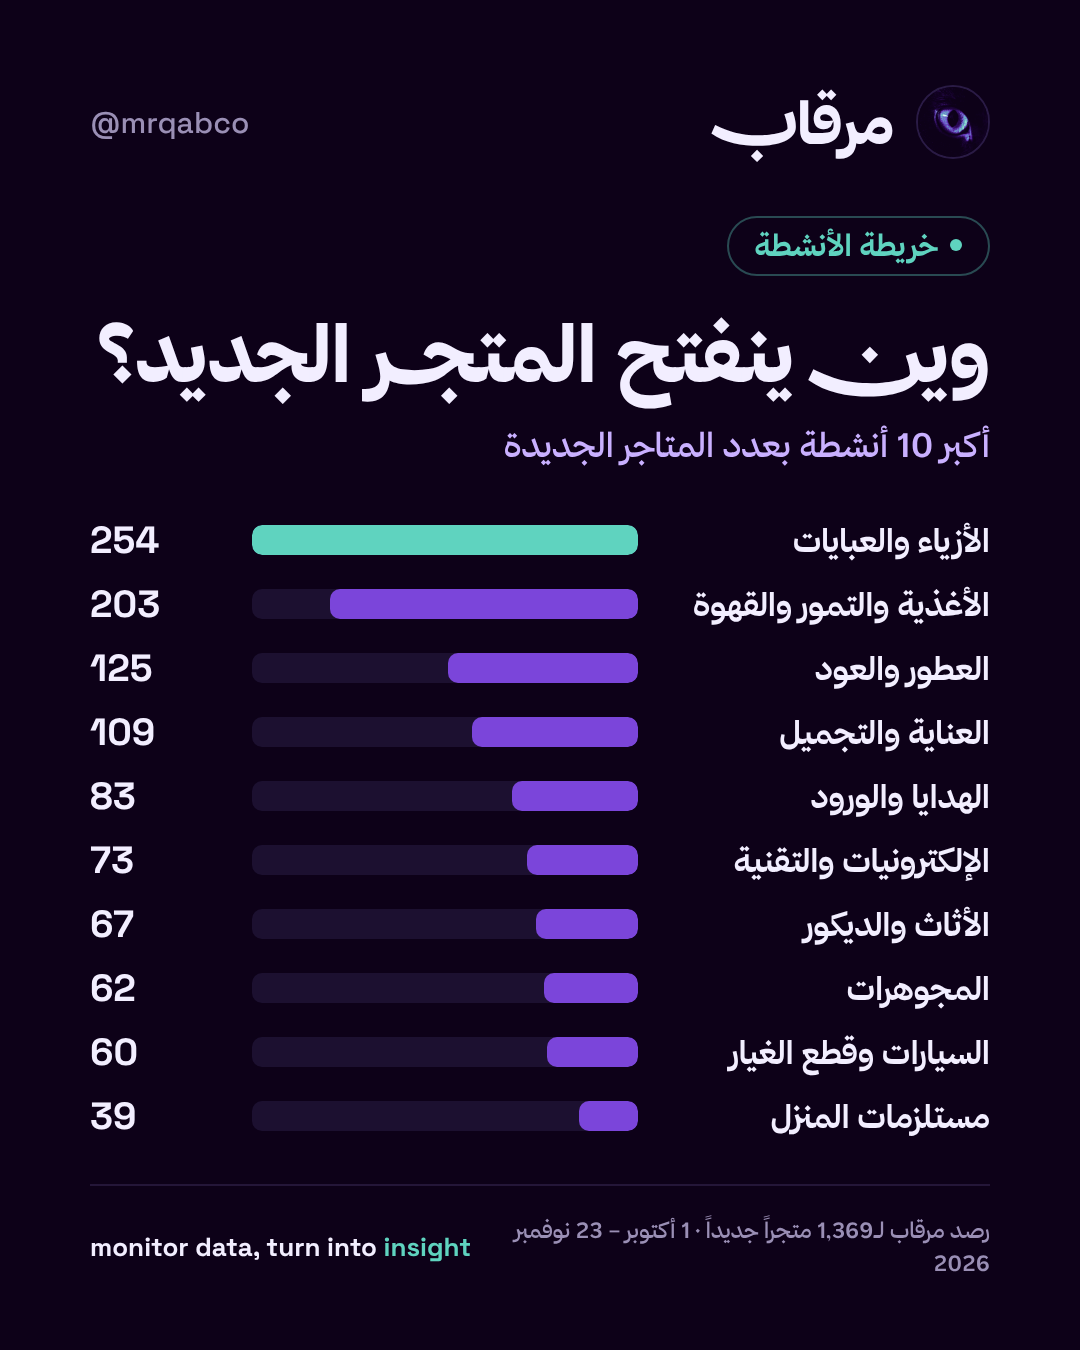 مرقاب
@mrqabco
خريطة الأنشطة
وين ينفتح المتجر الجديد؟
أكبر 10 أنشطة بعدد المتاجر الجديدة
الأزياء والعبايات 254
الأغذية والتمور والقهوة 203
العطور والعود 125
العناية والتجميل 109
الهدايا والورود 83
الإلكترونيات والتقنية 73
الأثاث والديكور 67
المجوهرات 62
السيارات وقطع الغيار 60
مستلزمات المنزل 39
رصد مرقاب لـ1,369 متجراً جديداً · 1 أكتوبر – 23 نوفمبر
2026
monitor data, turn into insight